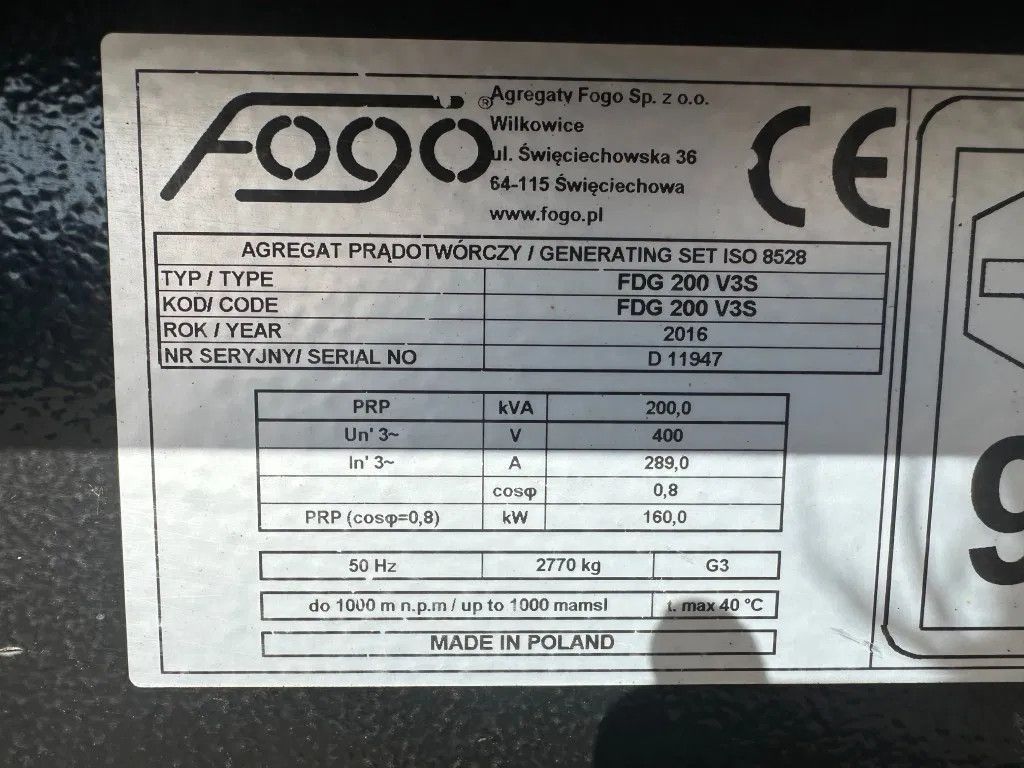 Fogo ®
Agregaty Fogo Sp. z o.o.
Wilkowice
ul. Święciechowska 36
64-115 Święciechowa
www.fogo.pl
CE
AGREGAT PRĄDOTWÓRCZY / GENERATING SET ISO 8528
TYP / TYPE FDG 200 V3S
KOD/ CODE FDG 200 V3S
ROK / YEAR 2016
NR SERYJNY/ SERIAL NO D 11947
PRP kVA 200,0
Un' 3~ V 400
In' 3~ A 289,0
cosφ 0,8
PRP (cosφ=0,8) kW 160,0
50 Hz 2770 kg G3
do 1000 m n.p.m / up to 1000 mamsl t. max 40 °C
MADE IN POLAND
9